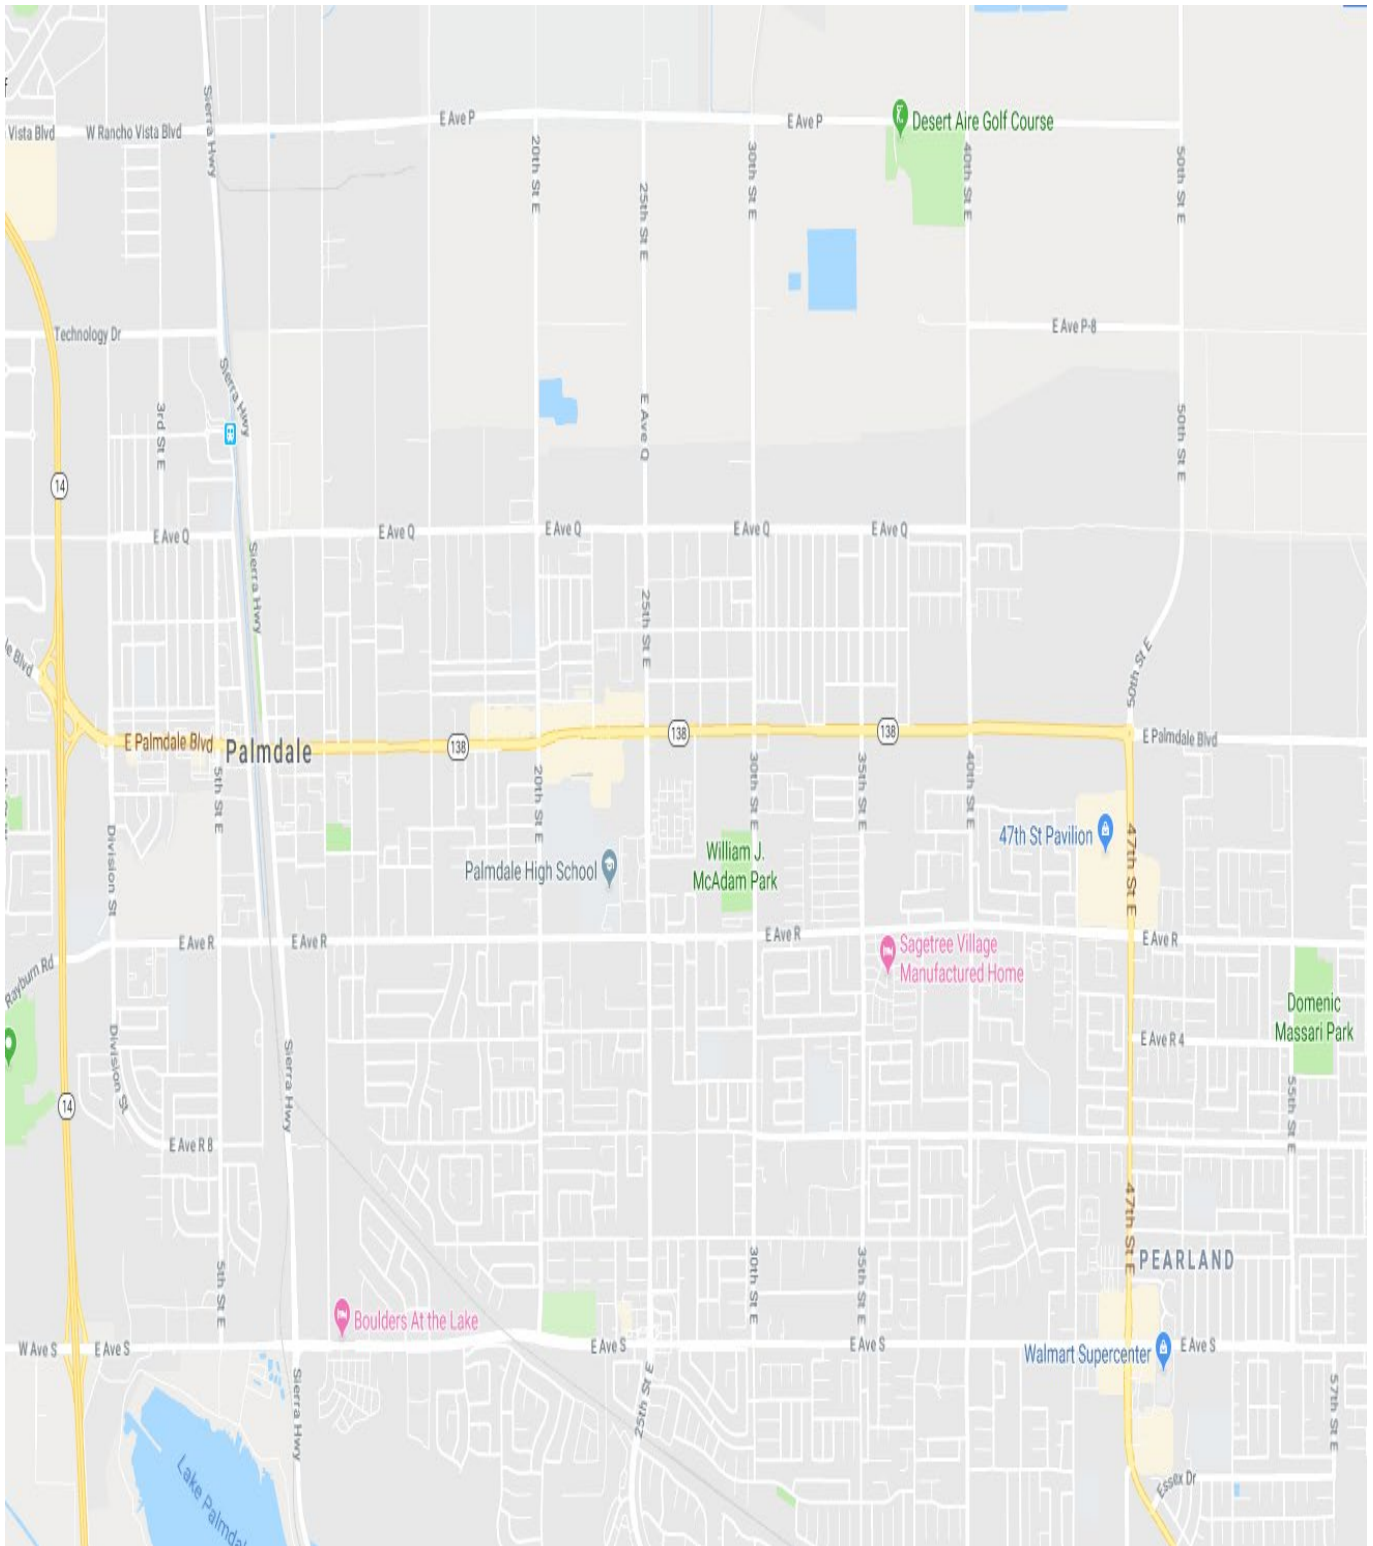 Sierra Hwy
E Ave P
E Ave P
Desert Aire Golf Course
Vista Blvd
W Rancho Vista Blvd
20th St E
25th St E
30th St E
40th St E
50th St E
Technology Dr
E Ave P-8
Sierra Hwy
3rd St E
E Ave Q
50th St E
14
E Ave Q
E Ave Q
E Ave Q
E Ave Q
E Ave Q
Sierra Hwy
25th St E
50th St E
Blvd
E Palmdale Blvd
Palmdale
138
138
138
E Palmdale Blvd
5th St E
20th St E
30th St E
35th St E
40th St E
47th St Pavilion
47th St E
Division St
Palmdale High School
William J.
McAdam Park
E Ave R
E Ave R
E Ave R
E Ave R
Sagetree Village
Manufactured Home
Rayburn Rd
Domenic
Massari Park
Division St
Sierra Hwy
E Ave R 4
14
55th St E
E Ave R 8
47th St E
5th St E
30th St E
35th St E
PEARLAND
Boulders At the Lake
W Ave S
E Ave S
E Ave S
E Ave S
Walmart Supercenter
E Ave S
Sierra Hwy
25th St E
57th St E
Lake Palmda
Essex Dr